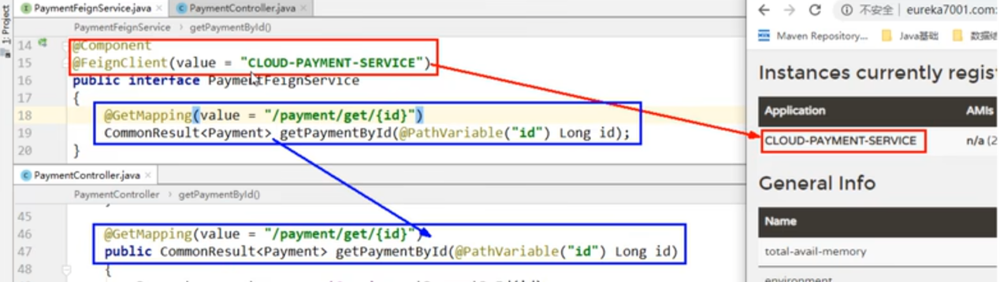 PaymentFeignService.java × PaymentController.java ×
PaymentFeignService › getPaymentById()
1: Project
14 @Component
15 @FeignClient(value = "CLOUD-PAYMENT-SERVICE")
16 public interface PaymentFeignService
17 {
18 @GetMapping(value = "/payment/get/{id}")
19 CommonResult<Payment> getPaymentById(@PathVariable("id") Long id);
20 }
PaymentController.java ×
PaymentController › getPaymentById()
45
46 @GetMapping(value = "/payment/get/{id}")
47 public CommonResult<Payment> getPaymentById(@PathVariable("id") Long id)
48 {
不安全 | eureka7001.com:
Maven Repository... Java基础 数据结
Instances currently regist
Application AMIs
CLOUD-PAYMENT-SERVICE n/a (2
General Info
Name
total-avail-memory
environment